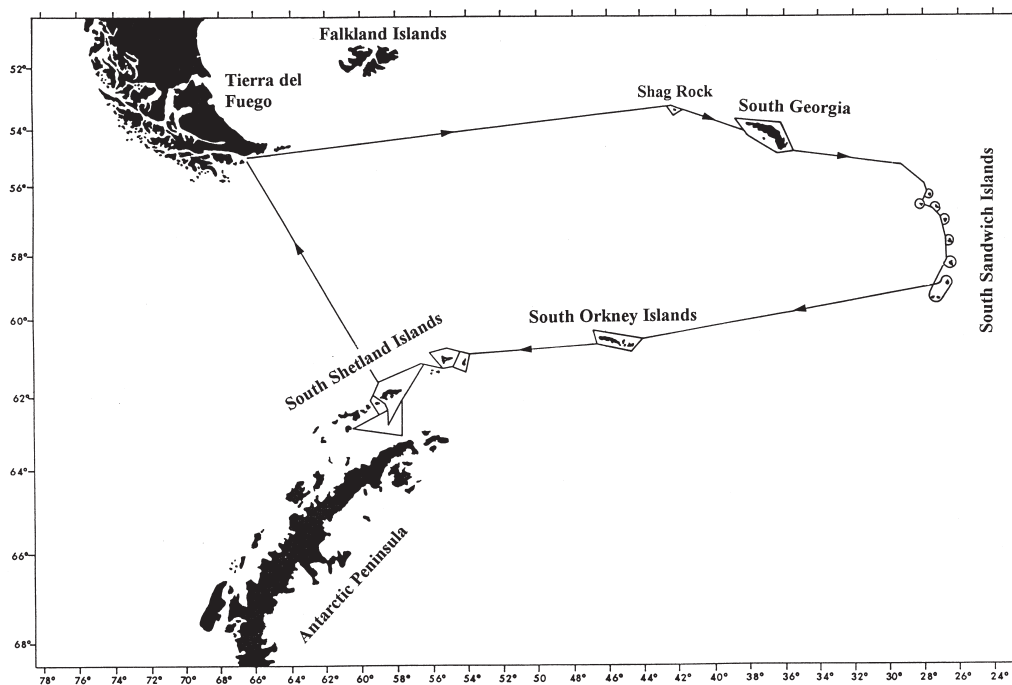 Falkland Islands
52°
Tierra del
Fuego
Shag Rock
South Georgia
54°
56°
South Sandwich Islands
58°
60°
South Orkney Islands
South Shetland Islands
62°
64°
66°
Antarctic Peninsula
68°
78° 76° 74° 72° 70° 68° 66° 64° 62° 60° 58° 56° 54° 52° 50° 48° 46° 44° 42° 40° 38° 36° 34° 32° 30° 28° 26° 24°